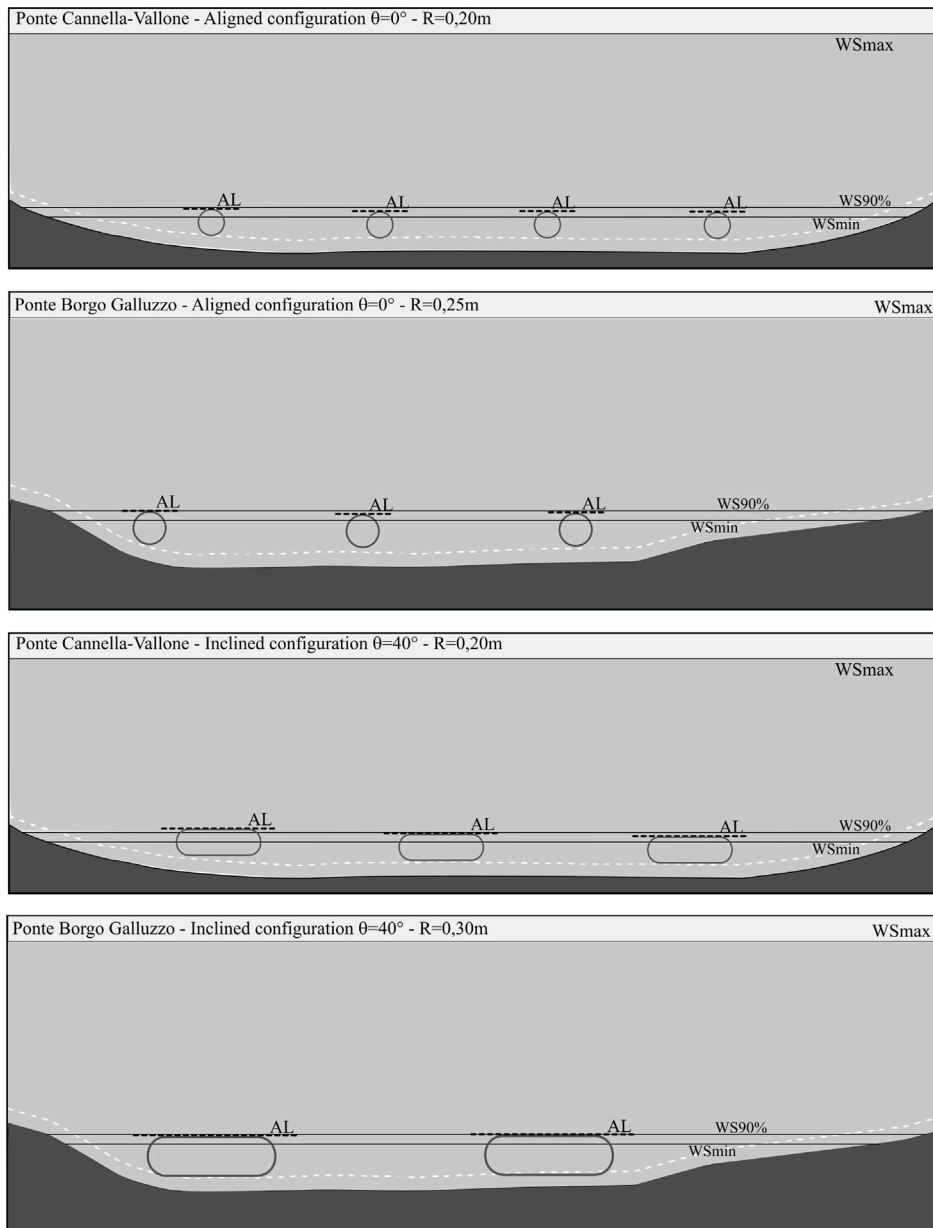 Ponte Cannella-Vallone - Aligned configuration θ=0° - R=0,20m
WSmax
AL AL AL AL
WS90%
WSmin
Ponte Borgo Galluzzo - Aligned configuration θ=0° - R=0,25m
WSmax
AL AL AL
WS90%
WSmin
Ponte Cannella-Vallone - Inclined configuration θ=40° - R=0,20m
WSmax
AL AL AL
WS90%
WSmin
Ponte Borgo Galluzzo - Inclined configuration θ=40° - R=0,30m
WSmax
AL AL
WS90%
WSmin